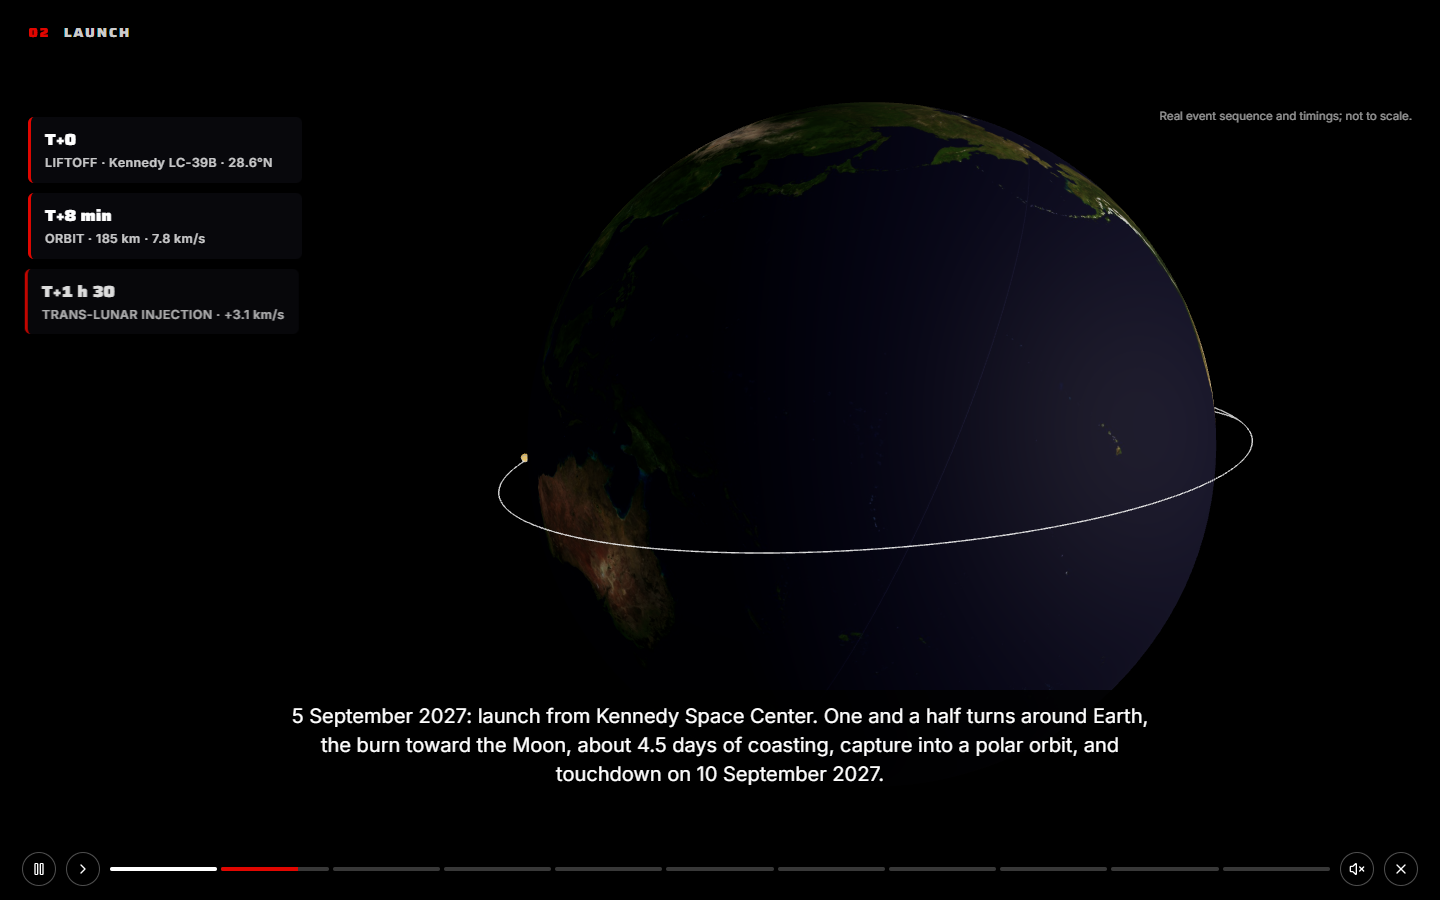 02 LAUNCH
Real event sequence and timings; not to scale.
T+0
LIFTOFF · Kennedy LC-39B · 28.6°N
T+8 min
ORBIT · 185 km · 7.8 km/s
T+1 h 30
TRANS-LUNAR INJECTION · +3.1 km/s
5 September 2027: launch from Kennedy Space Center. One and a half turns around Earth,
the burn toward the Moon, about 4.5 days of coasting, capture into a polar orbit, and
touchdown on 10 September 2027.